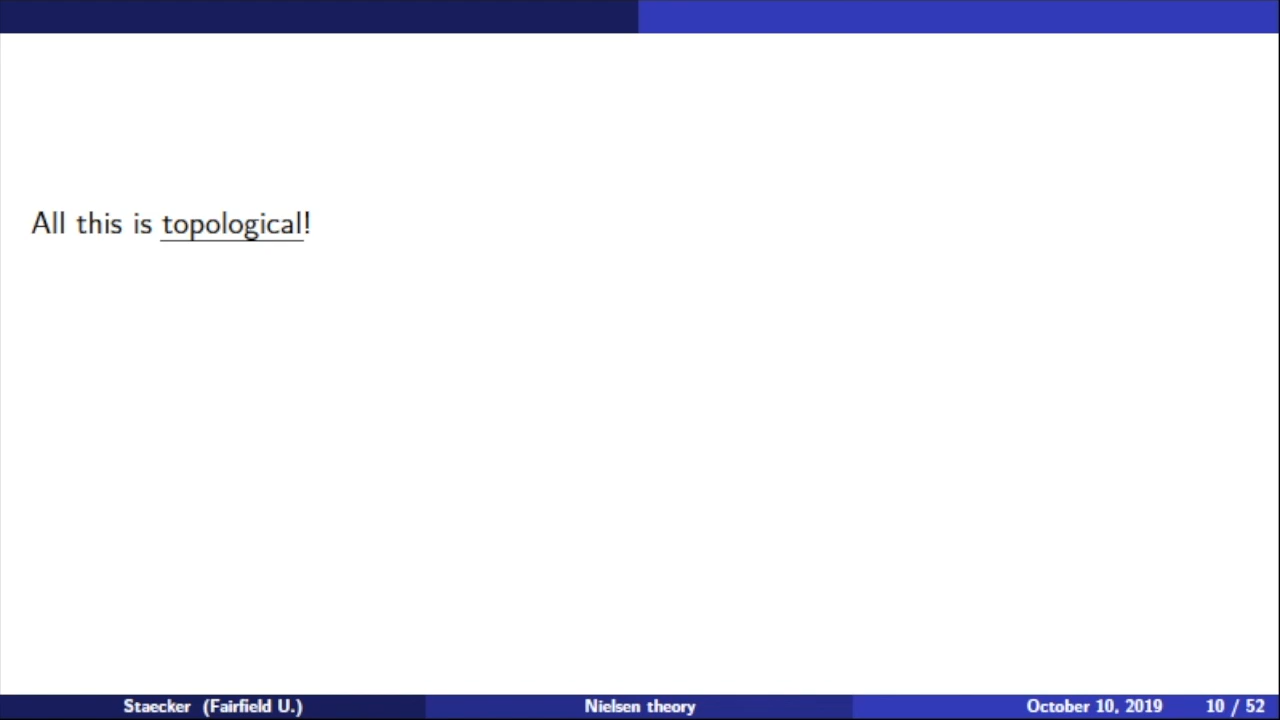 All this is topological!
Staecker (Fairfield U.) Nielsen theory October 10, 2019 10 / 52